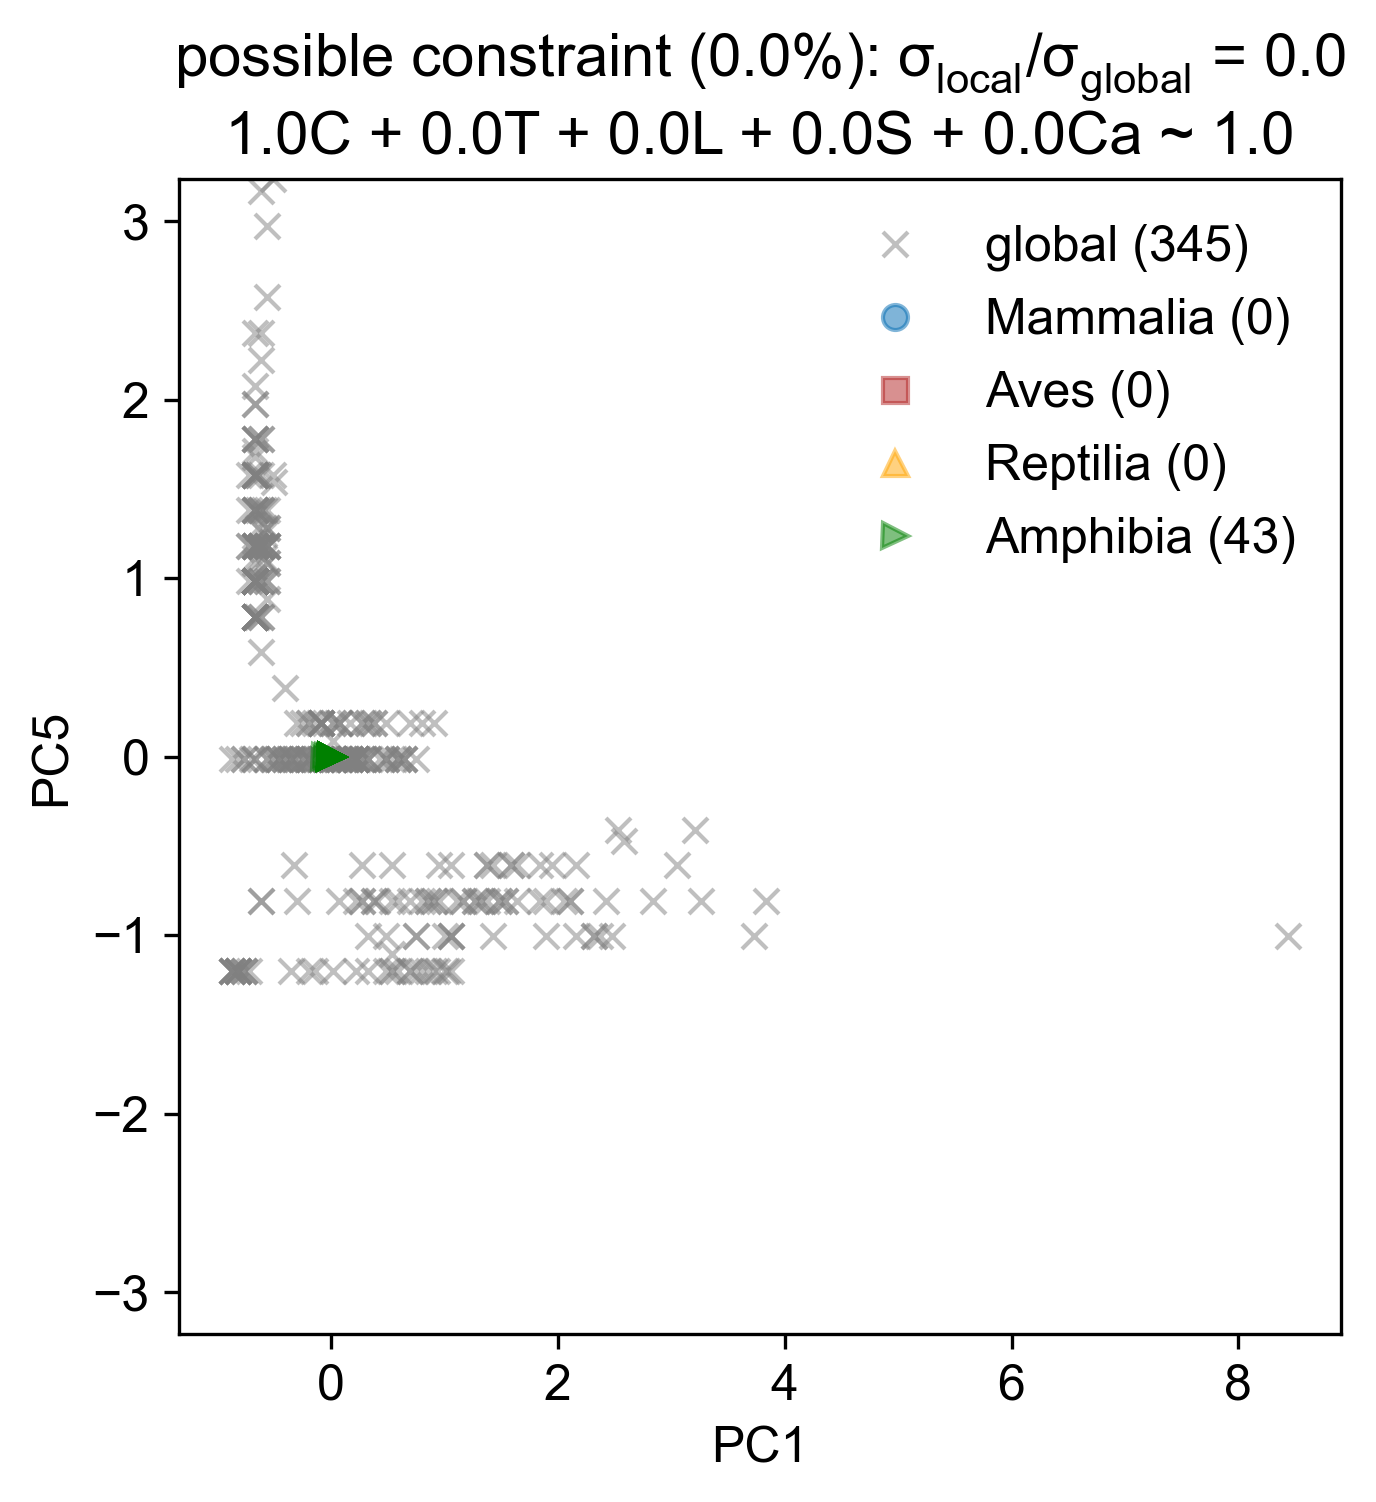 possible constraint (0.0%): σlocal/σglobal = 0.0
1.0C + 0.0T + 0.0L + 0.0S + 0.0Ca ~ 1.0
global (345)
Mammalia (0)
Aves (0)
Reptilia (0)
Amphibia (43)
3
2
1
0
−1
−2
−3
PC5
0 2 4 6 8
PC1